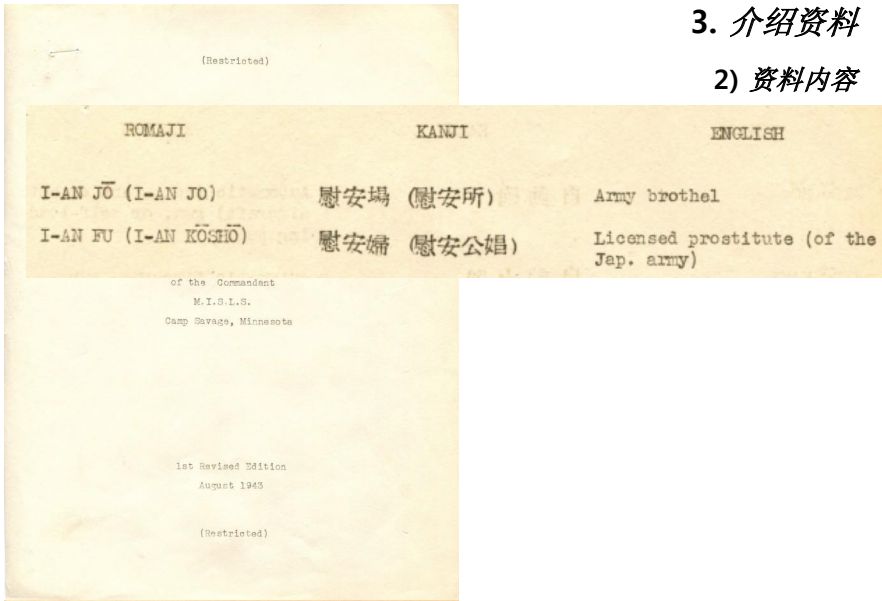 3. 介绍资料
2) 资料内容
(Restricted)
ROMAJI KANJI ENGLISH
I-AN JŌ (I-AN JO) 慰安場 (慰安所) Army brothel
I-AN FU (I-AN KŌSHŌ) 慰安婦 (慰安公娼) Licensed prostitute (of the
Jap. army)
of the Commandant
M.I.S.L.S.
Camp Savage, Minnesota
1st Revised Edition
August 1943
(Restricted)